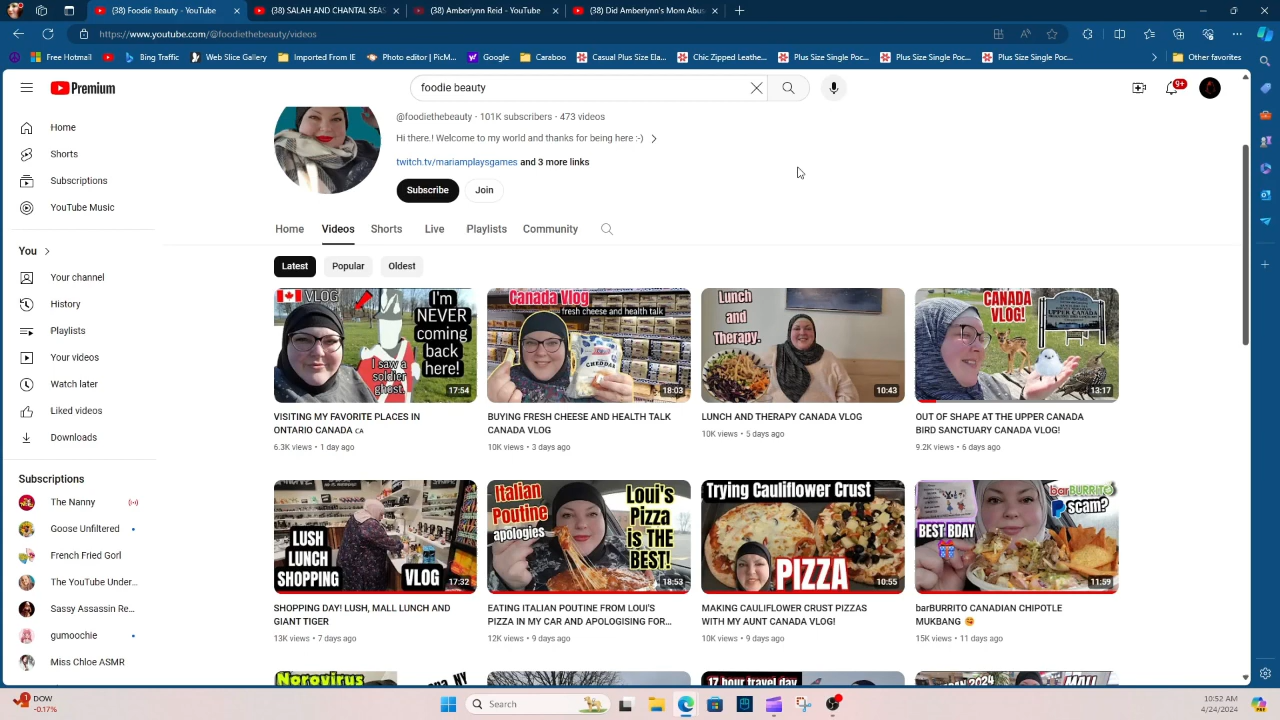 (38) Foodie Beauty - YouTube
(38) SALAH AND CHANTAL SEAS
(38) Amberlynn Reid - YouTube
(38) Did Amberlynn's Mom Abus
https://www.youtube.com/@foodiethebeauty/videos
Free Hotmail
Bing Traffic
Web Slice Gallery
Imported From IE
Photo editor | PicM...
Google
Carabod
Casual Plus Size Ela...
Chic Zipped Leather...
Plus Size Single Poc...
Plus Size Single Poc...
Plus Size Single Poc...
Other favorites
Premium
foodie beauty
9+
Home
Shorts
Subscriptions
YouTube Music
You
Your channel
History
Playlists
Your videos
Watch later
Liked videos
Downloads
Subscriptions
The Nanny
Goose Unfiltered
French Fried Gorl
The YouTube Under...
Sassy Assassin Re...
gumoochie
Miss Chloe ASMR
@foodiethebeauty · 101K subscribers · 473 videos
Hi there.! Welcome to my world and thanks for being here :-)
twitch.tv/mariamplaysgames and 3 more links
Subscribe
Join
Home
Videos
Shorts
Live
Playlists
Community
Latest
Popular
Oldest
VLOG
I'm
NEVER
coming
back
here!
I saw a
soldier
ghost.
17:54
VISITING MY FAVORITE PLACES IN
ONTARIO CANADA CA
6.3K views · 1 day ago
Canada Vlog
fresh cheese and health talk
CHEDDAR
18:03
BUYING FRESH CHEESE AND HEALTH TALK
CANADA VLOG
10K views · 3 days ago
Lunch
and
Therapy.
10:43
LUNCH AND THERAPY CANADA VLOG
10K views · 5 days ago
CANADA
VLOG!
UPPER CANADA
13:17
OUT OF SHAPE AT THE UPPER CANADA
BIRD SANCTUARY CANADA VLOG!
9.2K views · 6 days ago
LUSH
LUNCH
SHOPPING
VLOG
17:32
SHOPPING DAY! LUSH, MALL LUNCH AND
GIANT TIGER
13K views · 7 days ago
Italian
Poutine
apologies
Loui's
Pizza
is THE
BEST!
18:53
EATING ITALIAN POUTINE FROM LOUI'S
PIZZA IN MY CAR AND APOLOGISING FOR...
12K views · 9 days ago
Trying Cauliflower Crust
PIZZA
10:55
MAKING CAULIFLOWER CRUST PIZZAS
WITH MY AUNT CANADA VLOG!
10K views · 9 days ago
barBURRITO
scam?
BEST BDAY
11:59
barBURRITO CANADIAN CHIPOTLE
MUKBANG 😋
15K views · 11 days ago
Norovirus
17 hour travel day
DOW
-0.17%
Search
10:52 AM
4/24/2024